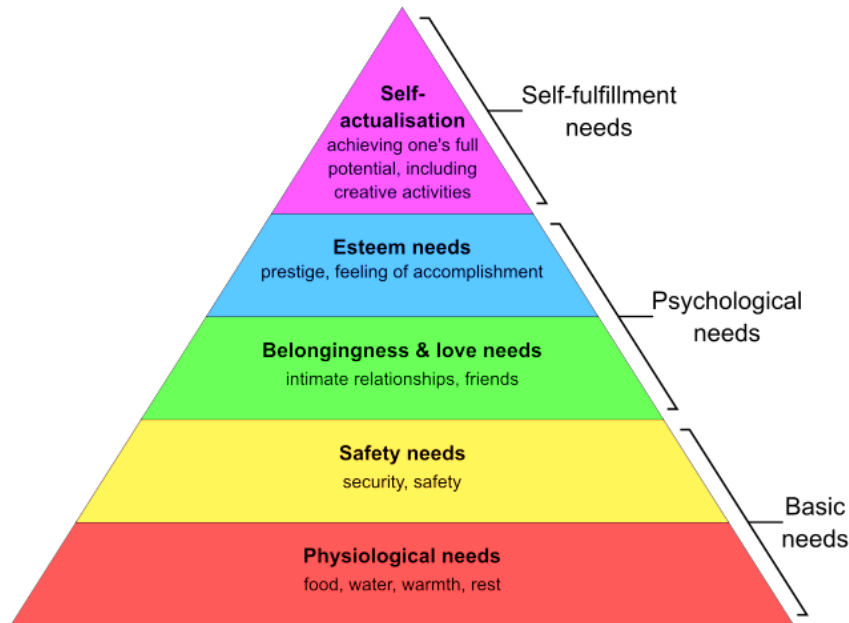 Self-
actualisation
achieving one's full
potential, including
creative activities
Self-fulfillment
needs
Esteem needs
prestige, feeling of accomplishment
Psychological
needs
Belongingness & love needs
intimate relationships, friends
Safety needs
security, safety
Basic
needs
Physiological needs
food, water, warmth, rest